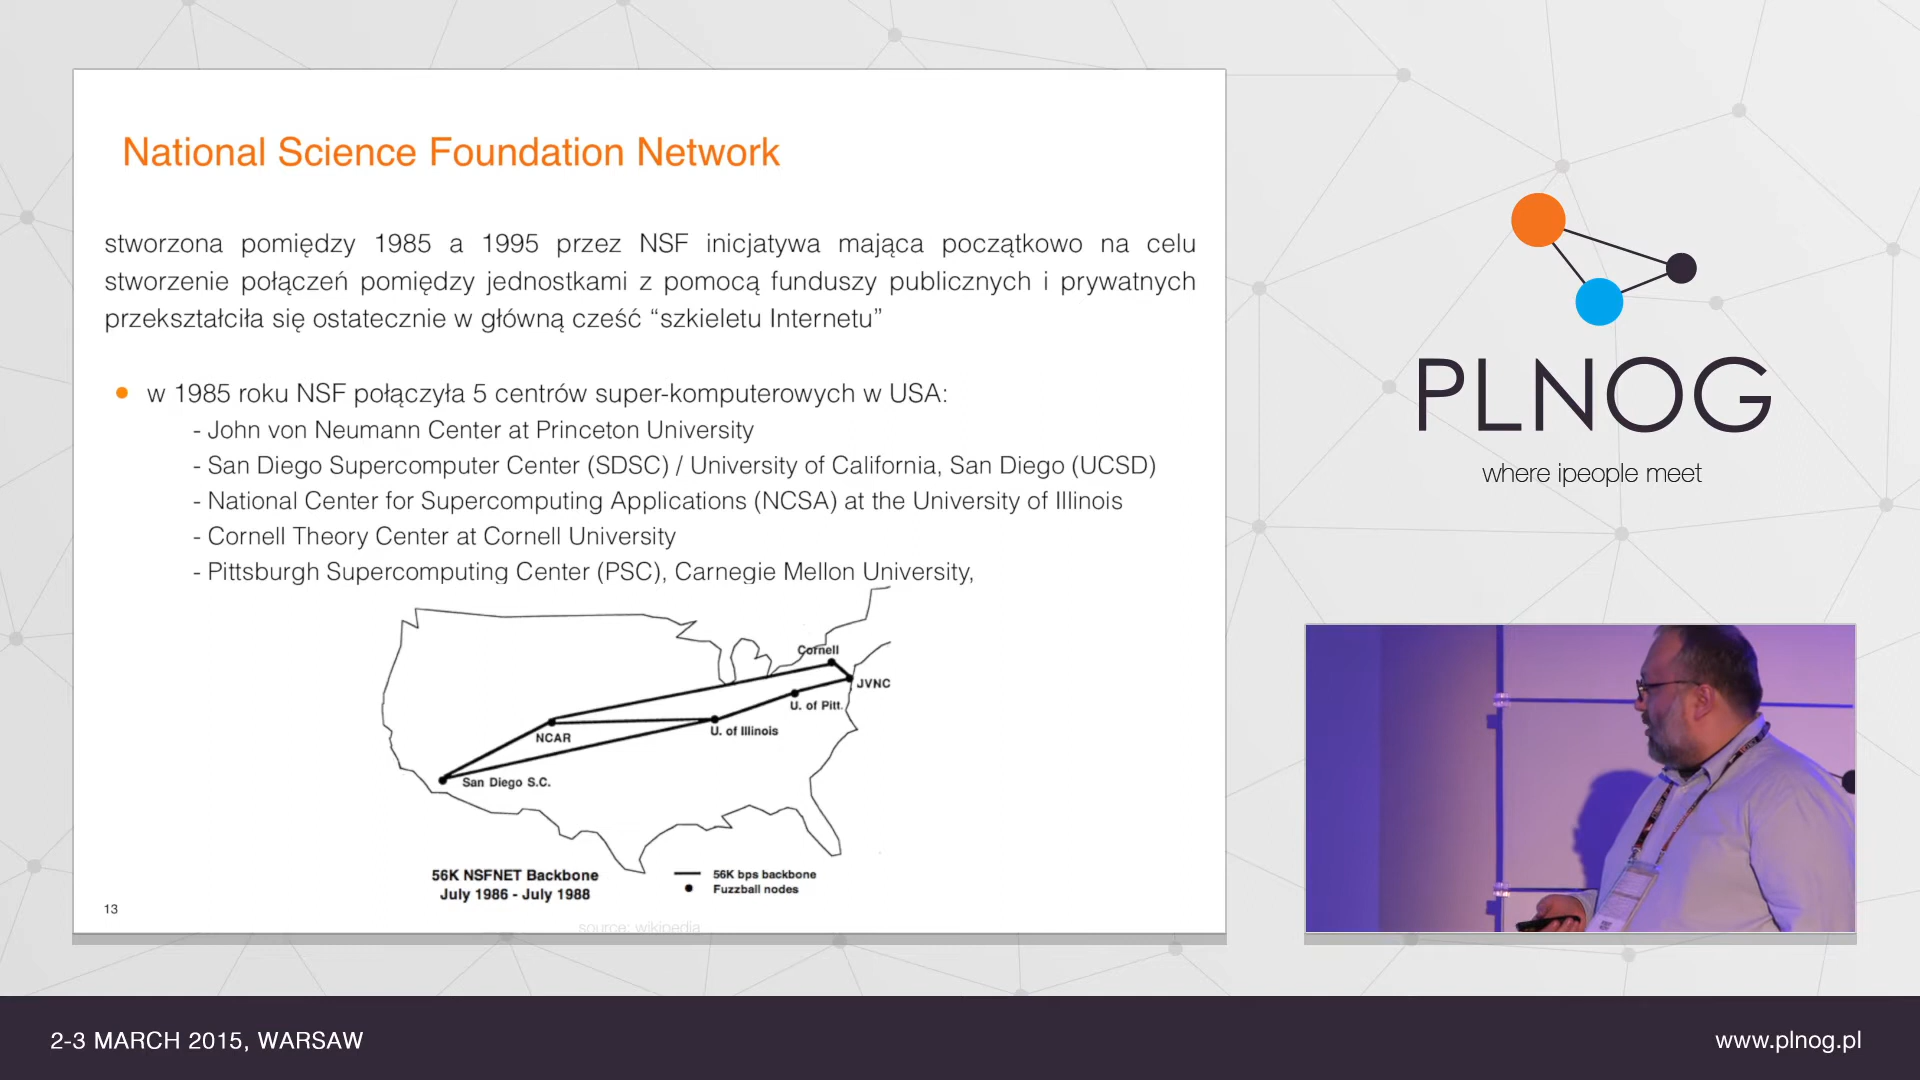 National Science Foundation Network
stworzona pomiędzy 1985 a 1995 przez NSF inicjatywa mająca początkowo na celu
stworzenie połączeń pomiędzy jednostkami z pomocą funduszy publicznych i prywatnych
przekształciła się ostatecznie w główną cześć “szkieletu Internetu”
w 1985 roku NSF połączyła 5 centrów super-komputerowych w USA:
- John von Neumann Center at Princeton University
- San Diego Supercomputer Center (SDSC) / University of California, San Diego (UCSD)
- National Center for Supercomputing Applications (NCSA) at the University of Illinois
- Cornell Theory Center at Cornell University
- Pittsburgh Supercomputing Center (PSC), Carnegie Mellon University,
Cornell
JVNC
U. of Pitt.
U. of Illinois
NCAR
San Diego S.C.
56K NSFNET Backbone
July 1986 - July 1988
56K bps backbone
Fuzzball nodes
13
source: wikipedia
PLNOG
where ipeople meet
2-3 MARCH 2015, WARSAW
www.plnog.pl